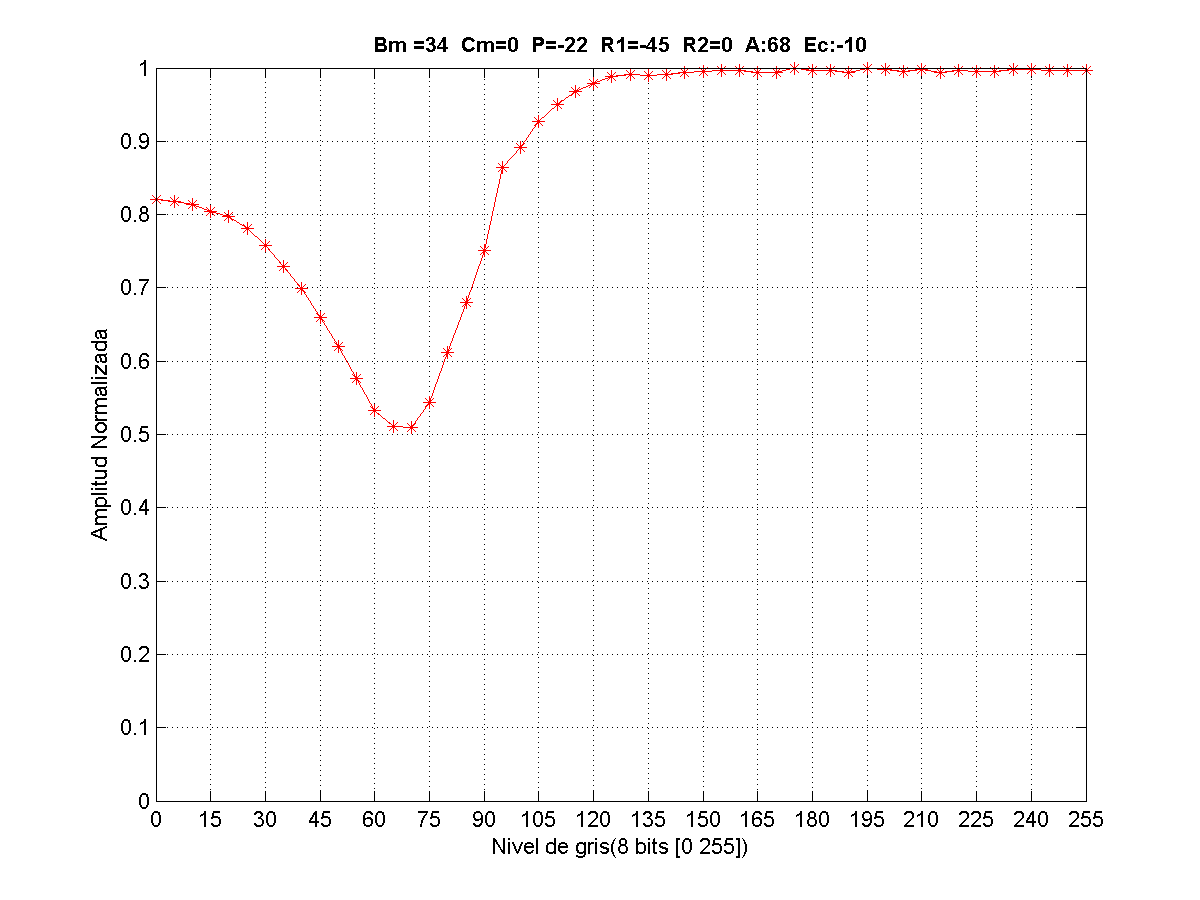 Bm =34 Cm=0 P=-22 R1=-45 R2=0 A:68 Ec:-10
Amplitud Normalizada
1
0.9
0.8
0.7
0.6
0.5
0.4
0.3
0.2
0.1
0
0 15 30 45 60 75 90 105 120 135 150 165 180 195 210 225 240 255
Nivel de gris(8 bits [0 255])